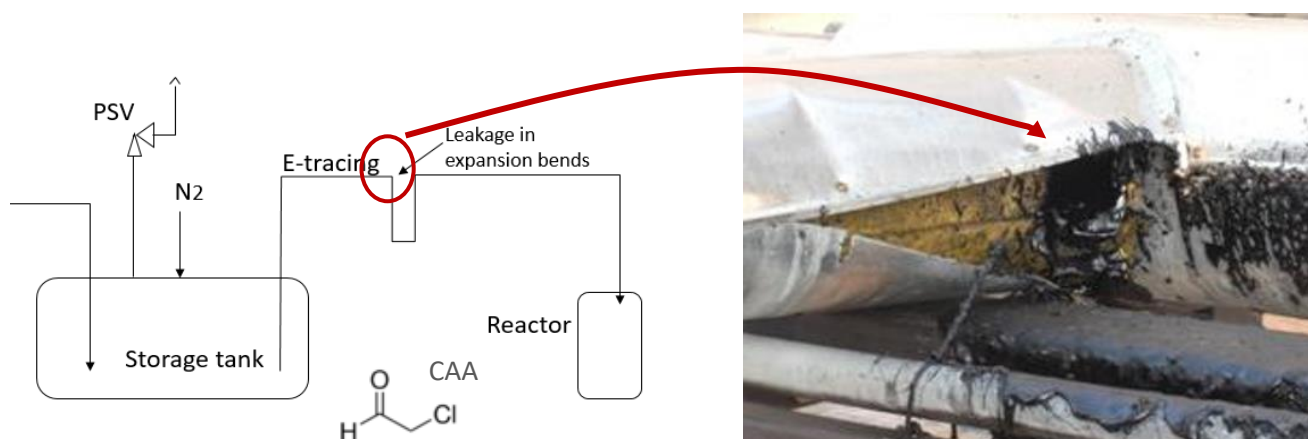 PSV
N2
E-tracing
Leakage in
expansion bends
Storage tank
Reactor
CAA
O
H
Cl